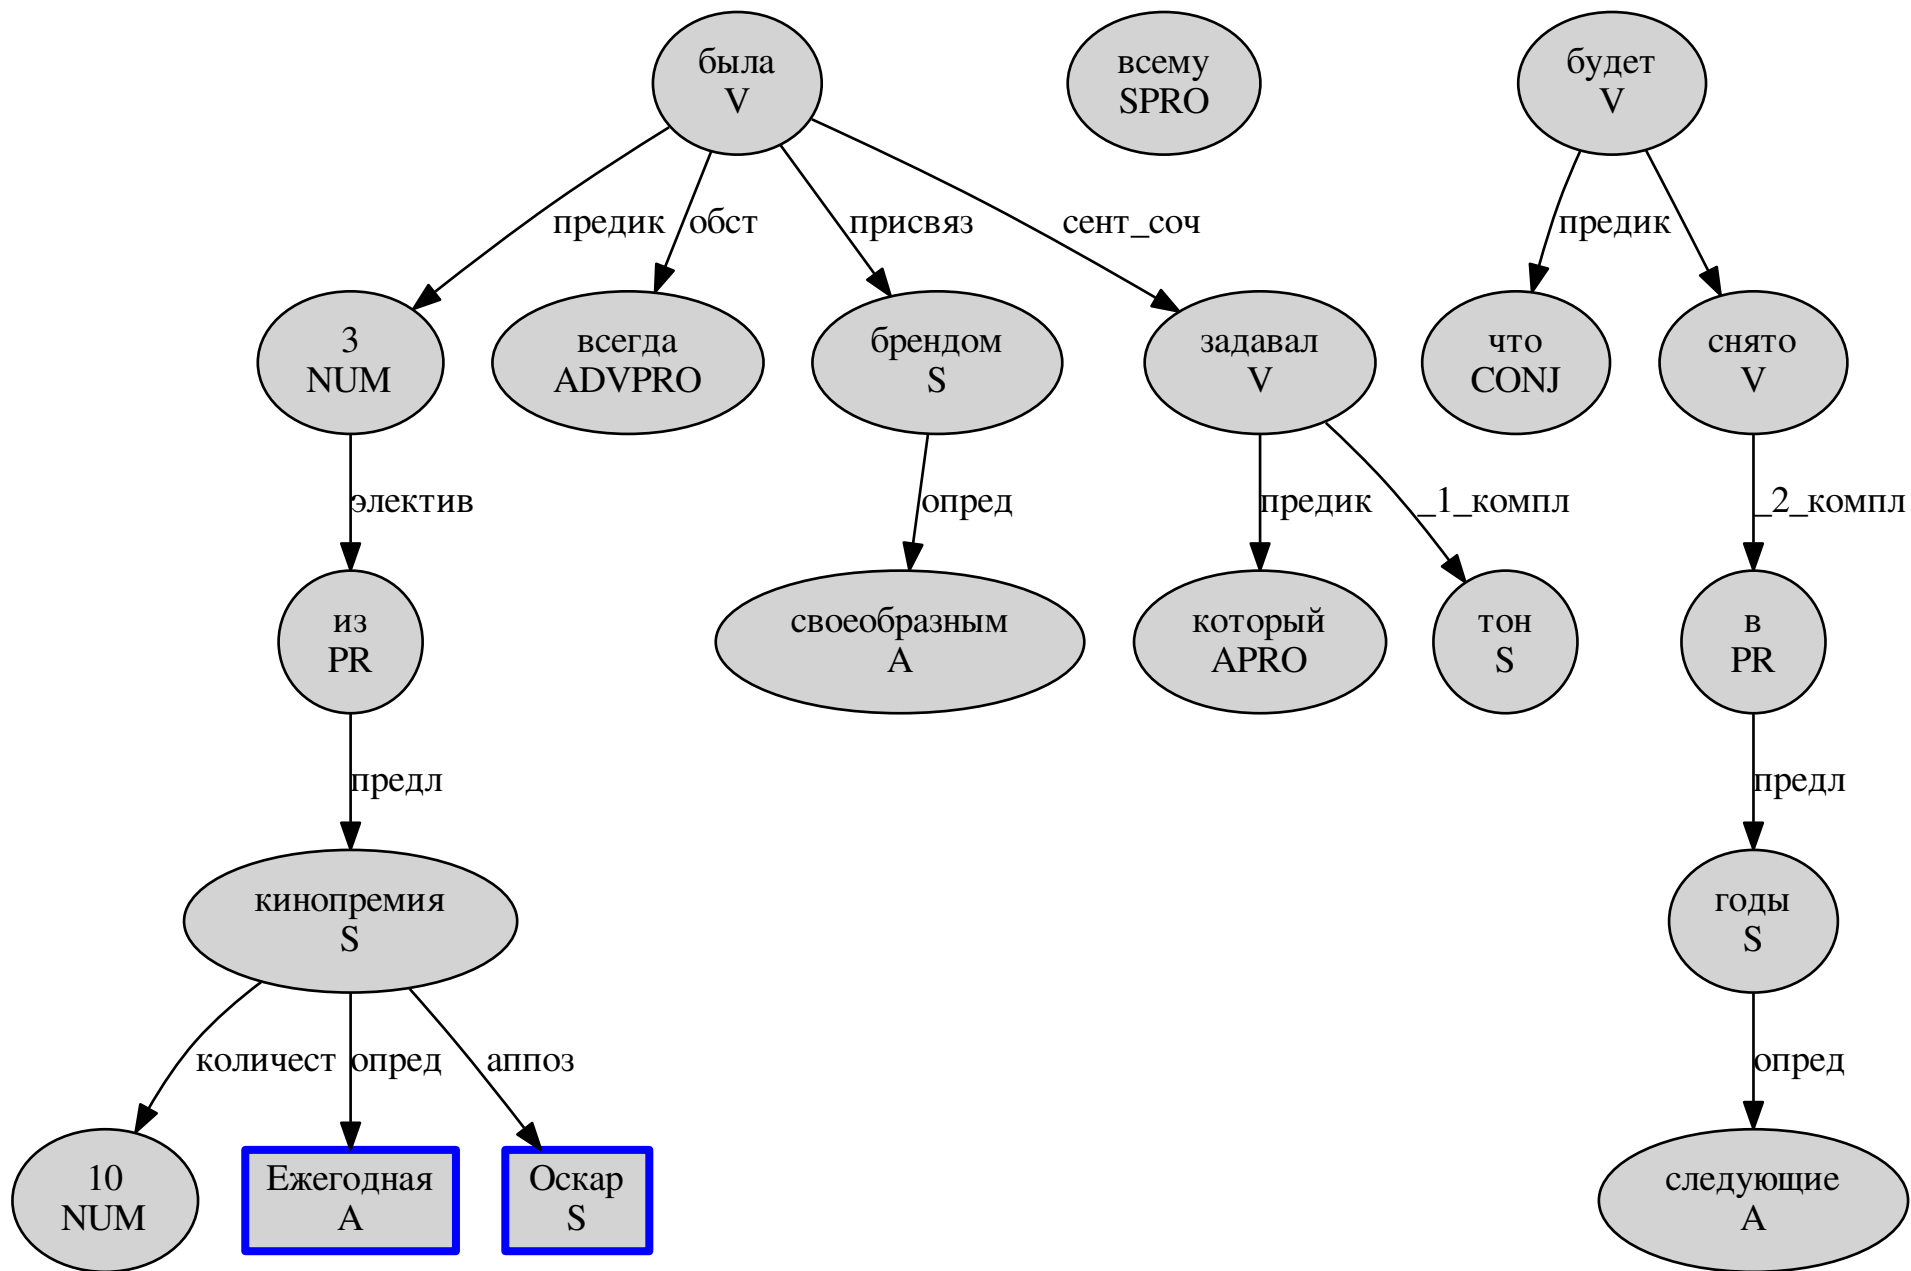 была
V
всему
SPRO
будет
V
предик
обст
присвяз
сент_соч
предик
3
NUM
всегда
ADVPRO
брендом
S
задавал
V
что
CONJ
снято
V
электив
опред
предик
_1_компл
_2_компл
из
PR
своеобразным
A
который
APRO
тон
S
в
PR
предл
предл
кинопремия
S
годы
S
количест
опред
аппоз
опред
10
NUM
Ежегодная
A
Оскар
S
следующие
A